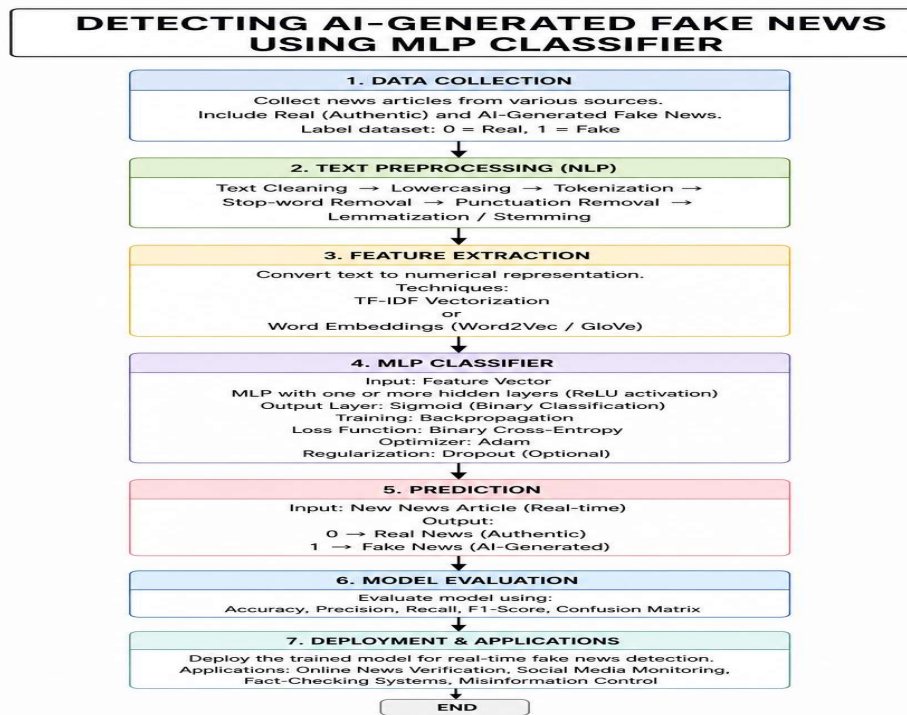 DETECTING AI-GENERATED FAKE NEWS
USING MLP CLASSIFIER
1. DATA COLLECTION
Collect news articles from various sources.
Include Real (Authentic) and AI-Generated Fake News.
Label dataset: 0 = Real, 1 = Fake
2. TEXT PREPROCESSING (NLP)
Text Cleaning → Lowercasing → Tokenization →
Stop-word Removal → Punctuation Removal →
Lemmatization / Stemming
3. FEATURE EXTRACTION
Convert text to numerical representation.
Techniques:
TF-IDF Vectorization
or
Word Embeddings (Word2Vec / GloVe)
4. MLP CLASSIFIER
Input: Feature Vector
MLP with one or more hidden layers (ReLU activation)
Output Layer: Sigmoid (Binary Classification)
Training: Backpropagation
Loss Function: Binary Cross-Entropy
Optimizer: Adam
Regularization: Dropout (Optional)
5. PREDICTION
Input: New News Article (Real-time)
Output:
0 → Real News (Authentic)
1 → Fake News (AI-Generated)
6. MODEL EVALUATION
Evaluate model using:
Accuracy, Precision, Recall, F1-Score, Confusion Matrix
7. DEPLOYMENT & APPLICATIONS
Deploy the trained model for real-time fake news detection.
Applications: Online News Verification, Social Media Monitoring,
Fact-Checking Systems, Misinformation Control
END